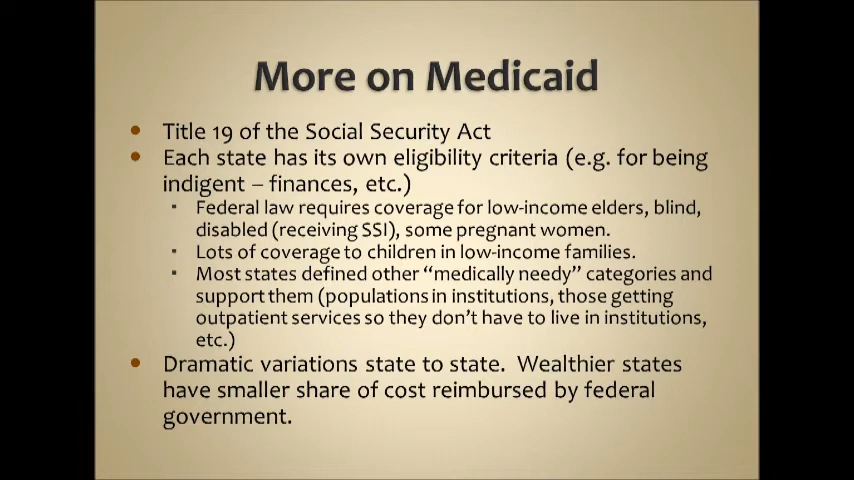 More on Medicaid
• Title 19 of the Social Security Act
• Each state has its own eligibility criteria (e.g. for being
indigent – finances, etc.)
▪ Federal law requires coverage for low-income elders, blind,
disabled (receiving SSI), some pregnant women.
▪ Lots of coverage to children in low-income families.
▪ Most states defined other “medically needy” categories and
support them (populations in institutions, those getting
outpatient services so they don’t have to live in institutions,
etc.)
• Dramatic variations state to state.  Wealthier states
have smaller share of cost reimbursed by federal
government.